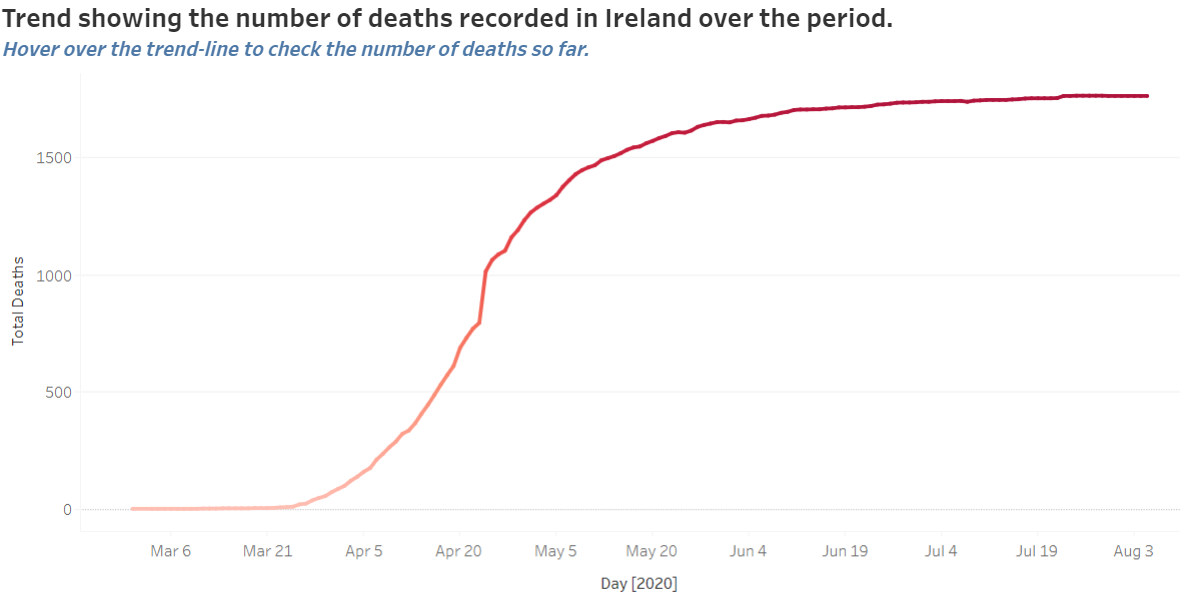 Trend showing the number of deaths recorded in Ireland over the period.
Hover over the trend-line to check the number of deaths so far.
1500
1000
500
0
Total Deaths
Mar 6 Mar 21 Apr 5 Apr 20 May 5 May 20 Jun 4 Jun 19 Jul 4 Jul 19 Aug 3
Day [2020]